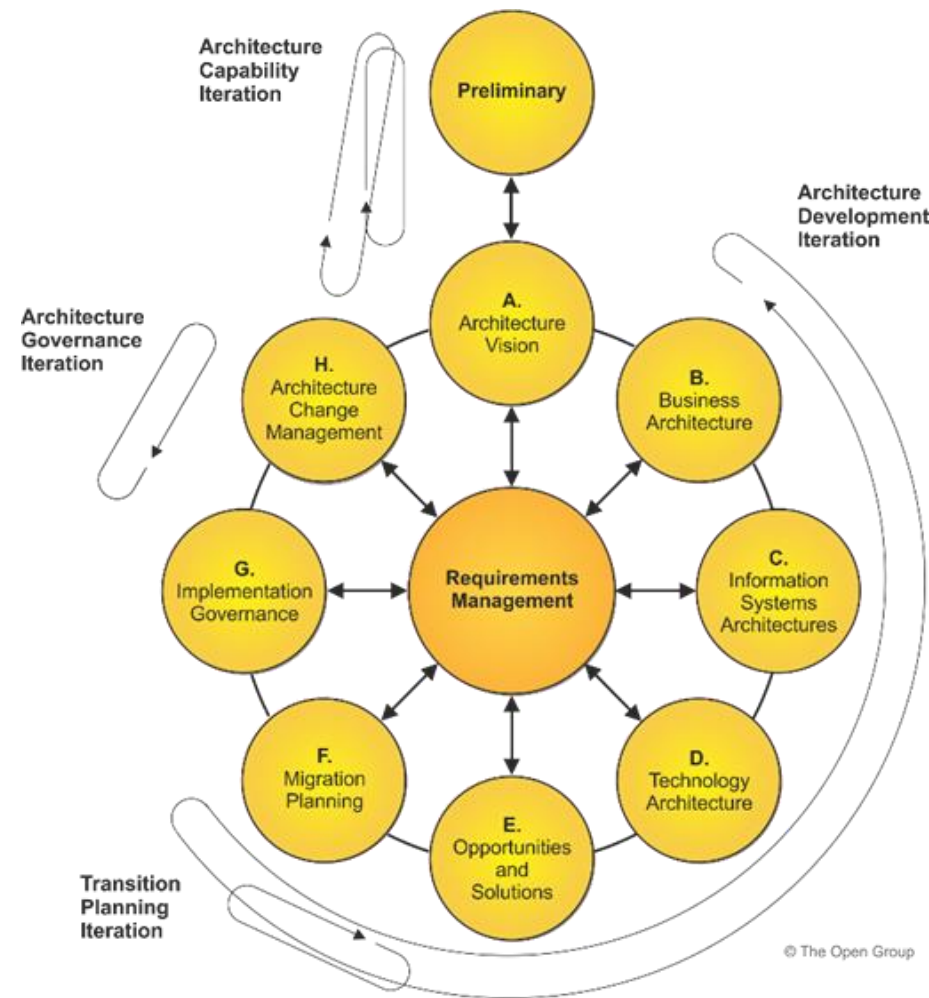 Architecture
Capability
Iteration
Preliminary
Architecture
Development
Iteration
A.
Architecture
Vision
Architecture
Governance
Iteration
H.
Architecture
Change
Management
B.
Business
Architecture
G.
Implementation
Governance
Requirements
Management
C.
Information
Systems
Architectures
F.
Migration
Planning
D.
Technology
Architecture
E.
Opportunities
and
Solutions
Transition
Planning
Iteration
© The Open Group